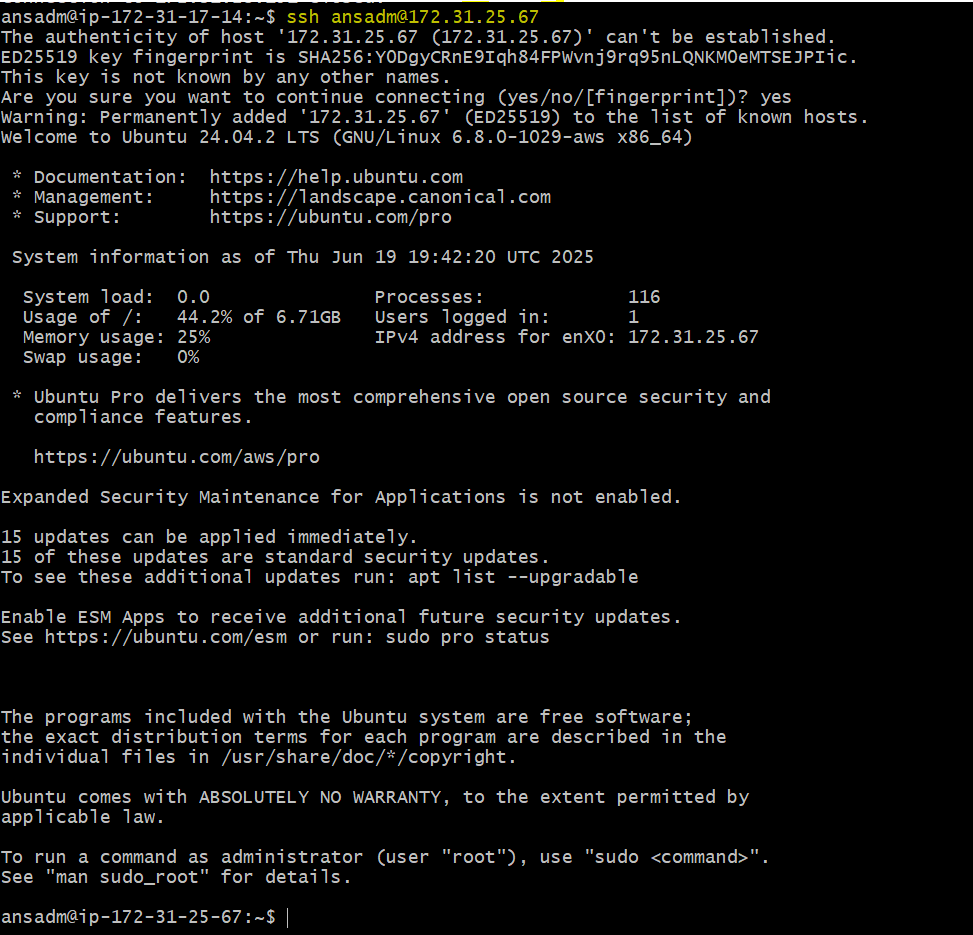 ansadm@ip-172-31-17-14:~$ ssh ansadm@172.31.25.67
The authenticity of host '172.31.25.67 (172.31.25.67)' can't be established.
ED25519 key fingerprint is SHA256:YODgyCRnE9Iqh84FPWvnj9rq95nLQNKMOeMTSEJPIic.
This key is not known by any other names.
Are you sure you want to continue connecting (yes/no/[fingerprint])? yes
Warning: Permanently added '172.31.25.67' (ED25519) to the list of known hosts.
Welcome to Ubuntu 24.04.2 LTS (GNU/Linux 6.8.0-1029-aws x86_64)
* Documentation: https://help.ubuntu.com
* Management: https://landscape.canonical.com
* Support: https://ubuntu.com/pro
System information as of Thu Jun 19 19:42:20 UTC 2025
System load: 0.0 Processes: 116
Usage of /: 44.2% of 6.71GB Users logged in: 1
Memory usage: 25% IPv4 address for enX0: 172.31.25.67
Swap usage: 0%
* Ubuntu Pro delivers the most comprehensive open source security and
compliance features.
https://ubuntu.com/aws/pro
Expanded Security Maintenance for Applications is not enabled.
15 updates can be applied immediately.
15 of these updates are standard security updates.
To see these additional updates run: apt list --upgradable
Enable ESM Apps to receive additional future security updates.
See https://ubuntu.com/esm or run: sudo pro status
The programs included with the Ubuntu system are free software;
the exact distribution terms for each program are described in the
individual files in /usr/share/doc/*/copyright.
Ubuntu comes with ABSOLUTELY NO WARRANTY, to the extent permitted by
applicable law.
To run a command as administrator (user "root"), use "sudo <command>".
See "man sudo_root" for details.
ansadm@ip-172-31-25-67:~$